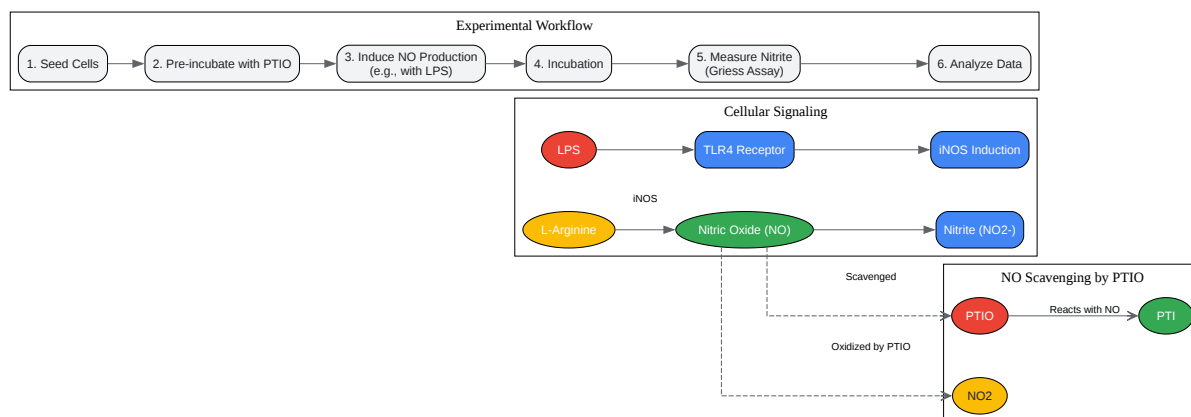 Experimental Workflow
1. Seed Cells
2. Pre-incubate with PTIO
3. Induce NO Production
(e.g., with LPS)
4. Incubation
5. Measure Nitrite
(Griess Assay)
6. Analyze Data
Cellular Signaling
LPS
TLR4 Receptor
iNOS Induction
iNOS
L-Arginine
Nitric Oxide (NO)
Nitrite (NO2-)
Scavenged
NO Scavenging by PTIO
PTIO
Reacts with NO
PTI
Oxidized by PTIO
NO2